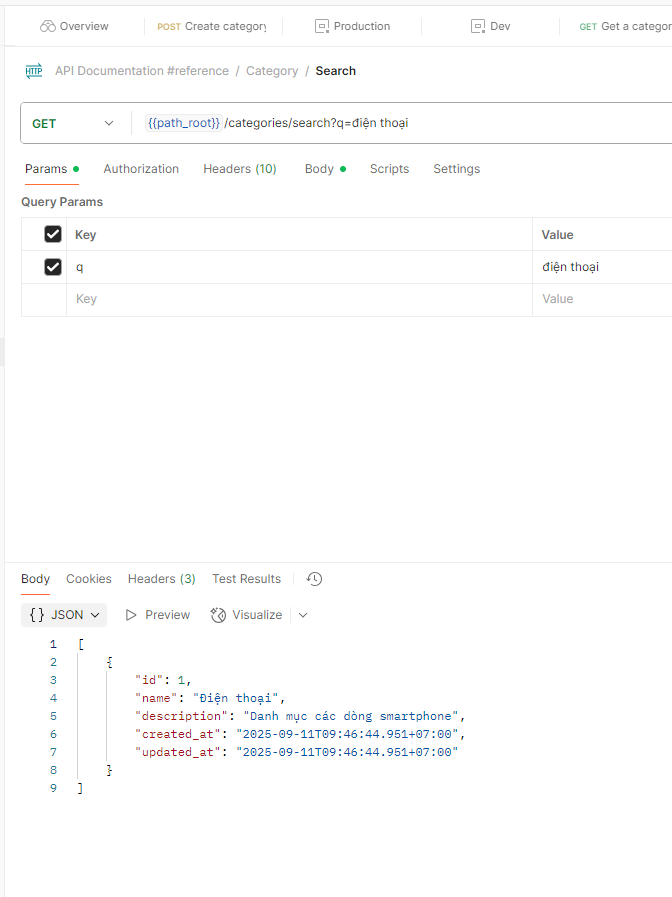 Overview POST Create category Production Dev GET Get a categor
HTTP API Documentation #reference / Category / Search
GET {{path_root}} /categories/search?q=điện thoại
Params Authorization Headers (10) Body Scripts Settings
Query Params
Key Value
q điện thoại
Key Value
Body Cookies Headers (3) Test Results
{} JSON Preview Visualize
1 [
2 {
3 "id": 1,
4 "name": "Điện thoại",
5 "description": "Danh mục các dòng smartphone",
6 "created_at": "2025-09-11T09:46:44.951+07:00",
7 "updated_at": "2025-09-11T09:46:44.951+07:00"
8 }
9 ]